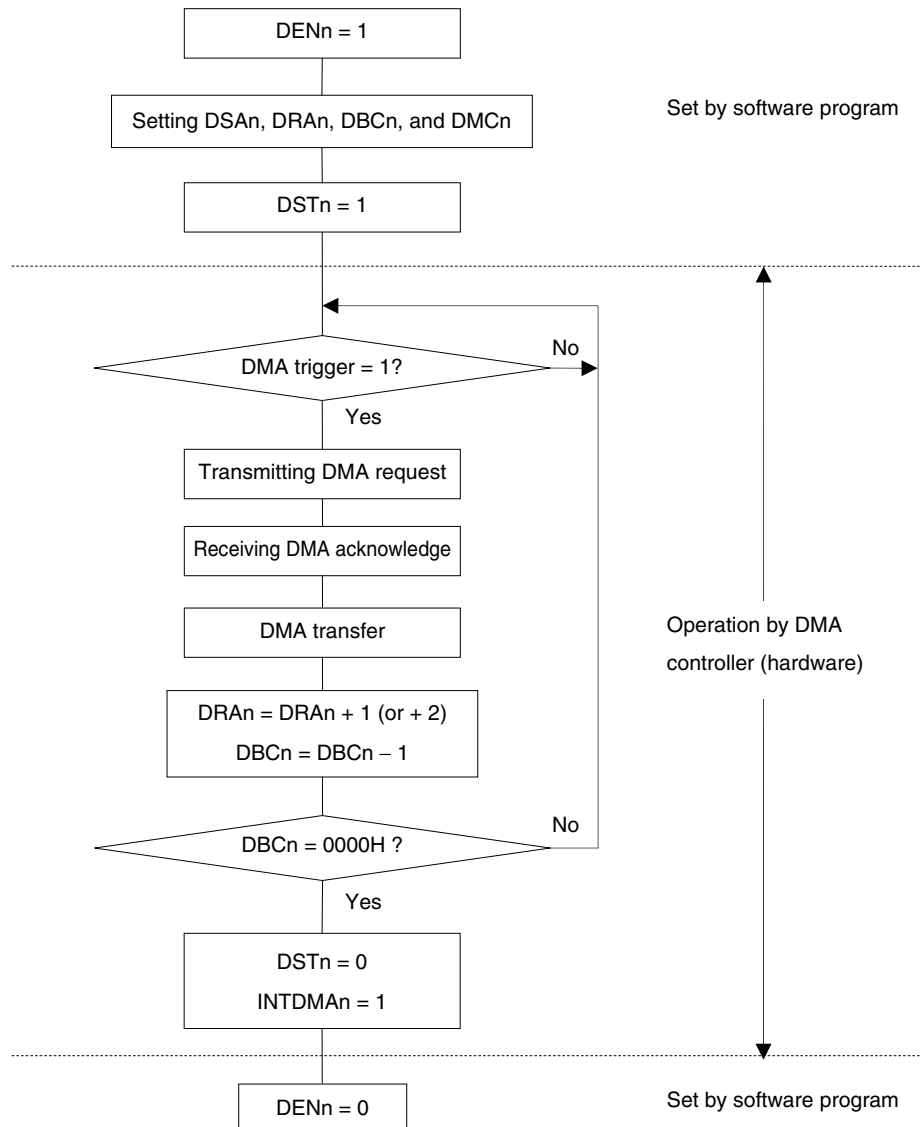 DENn = 1
Setting DSAn, DRAn, DBCn, and DMCn
Set by software program
DSTn = 1
DMA trigger = 1?
No
Yes
Transmitting DMA request
Receiving DMA acknowledge
DMA transfer
Operation by DMA
controller (hardware)
DRAn = DRAn + 1 (or + 2)
DBCn = DBCn – 1
DBCn = 0000H ?
No
Yes
DSTn = 0
INTDMAn = 1
DENn = 0
Set by software program